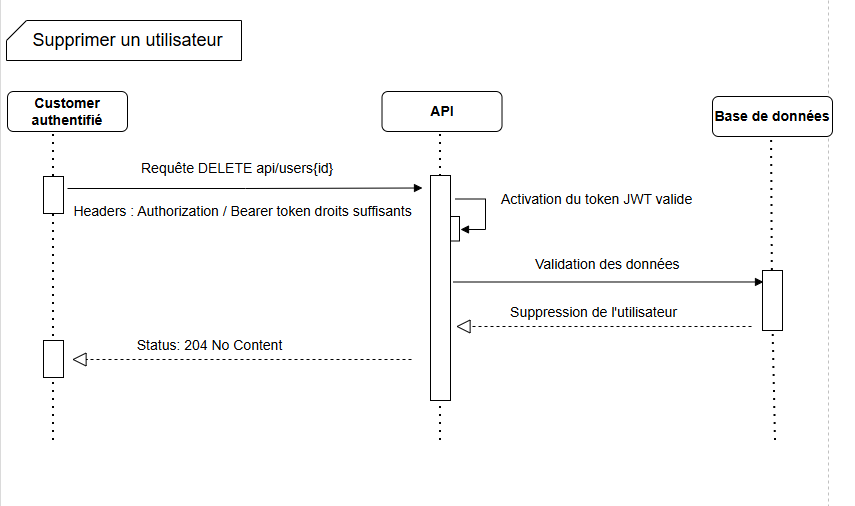 Supprimer un utilisateur
Customer
authentifié
API
Base de données
Requête DELETE api/users{id}
Headers : Authorization / Bearer token droits suffisants
Activation du token JWT valide
Validation des données
Suppression de l'utilisateur
Status: 204 No Content